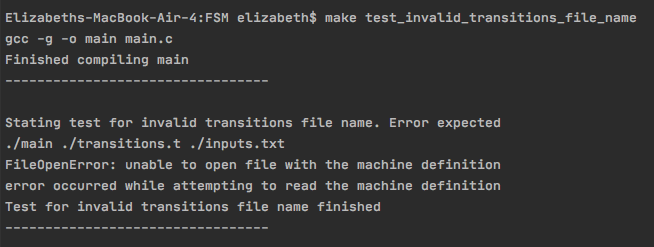 Elizabeths-MacBook-Air-4:FSM elizabeth$ make test_invalid_transitions_file_name
gcc -g -o main main.c
Finished compiling main
--------------------------------
Stating test for invalid transitions file name. Error expected
./main ./transitions.t ./inputs.txt
FileOpenError: unable to open file with the machine definition
error occurred while attempting to read the machine definition
Test for invalid transitions file name finished
--------------------------------